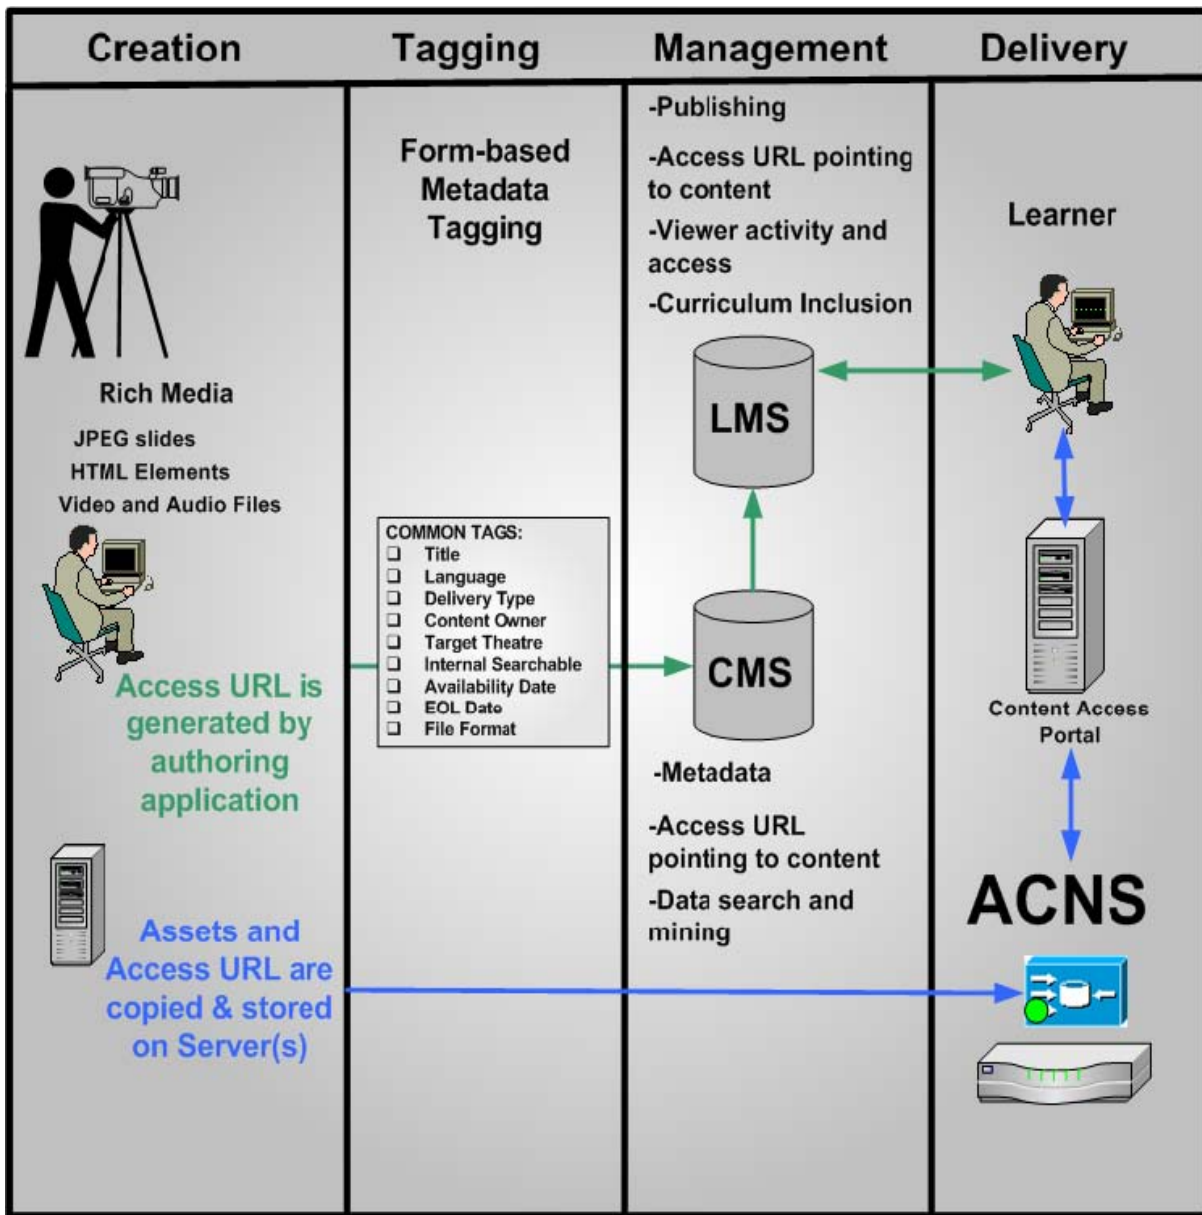 Creation
Tagging
Management
Delivery
Rich Media
JPEG slides
HTML Elements
Video and Audio Files
Access URL is
generated by
authoring
application
Assets and
Access URL are
copied & stored
on Server(s)
Form-based
Metadata
Tagging
COMMON TAGS:
Title
Language
Delivery Type
Content Owner
Target Theatre
Internal Searchable
Availability Date
EOL Date
File Format
-Publishing
-Access URL pointing
to content
-Viewer activity and
access
-Curriculum Inclusion
LMS
CMS
-Metadata
-Access URL
pointing to content
-Data search and
mining
Learner
Content Access
Portal
ACNS